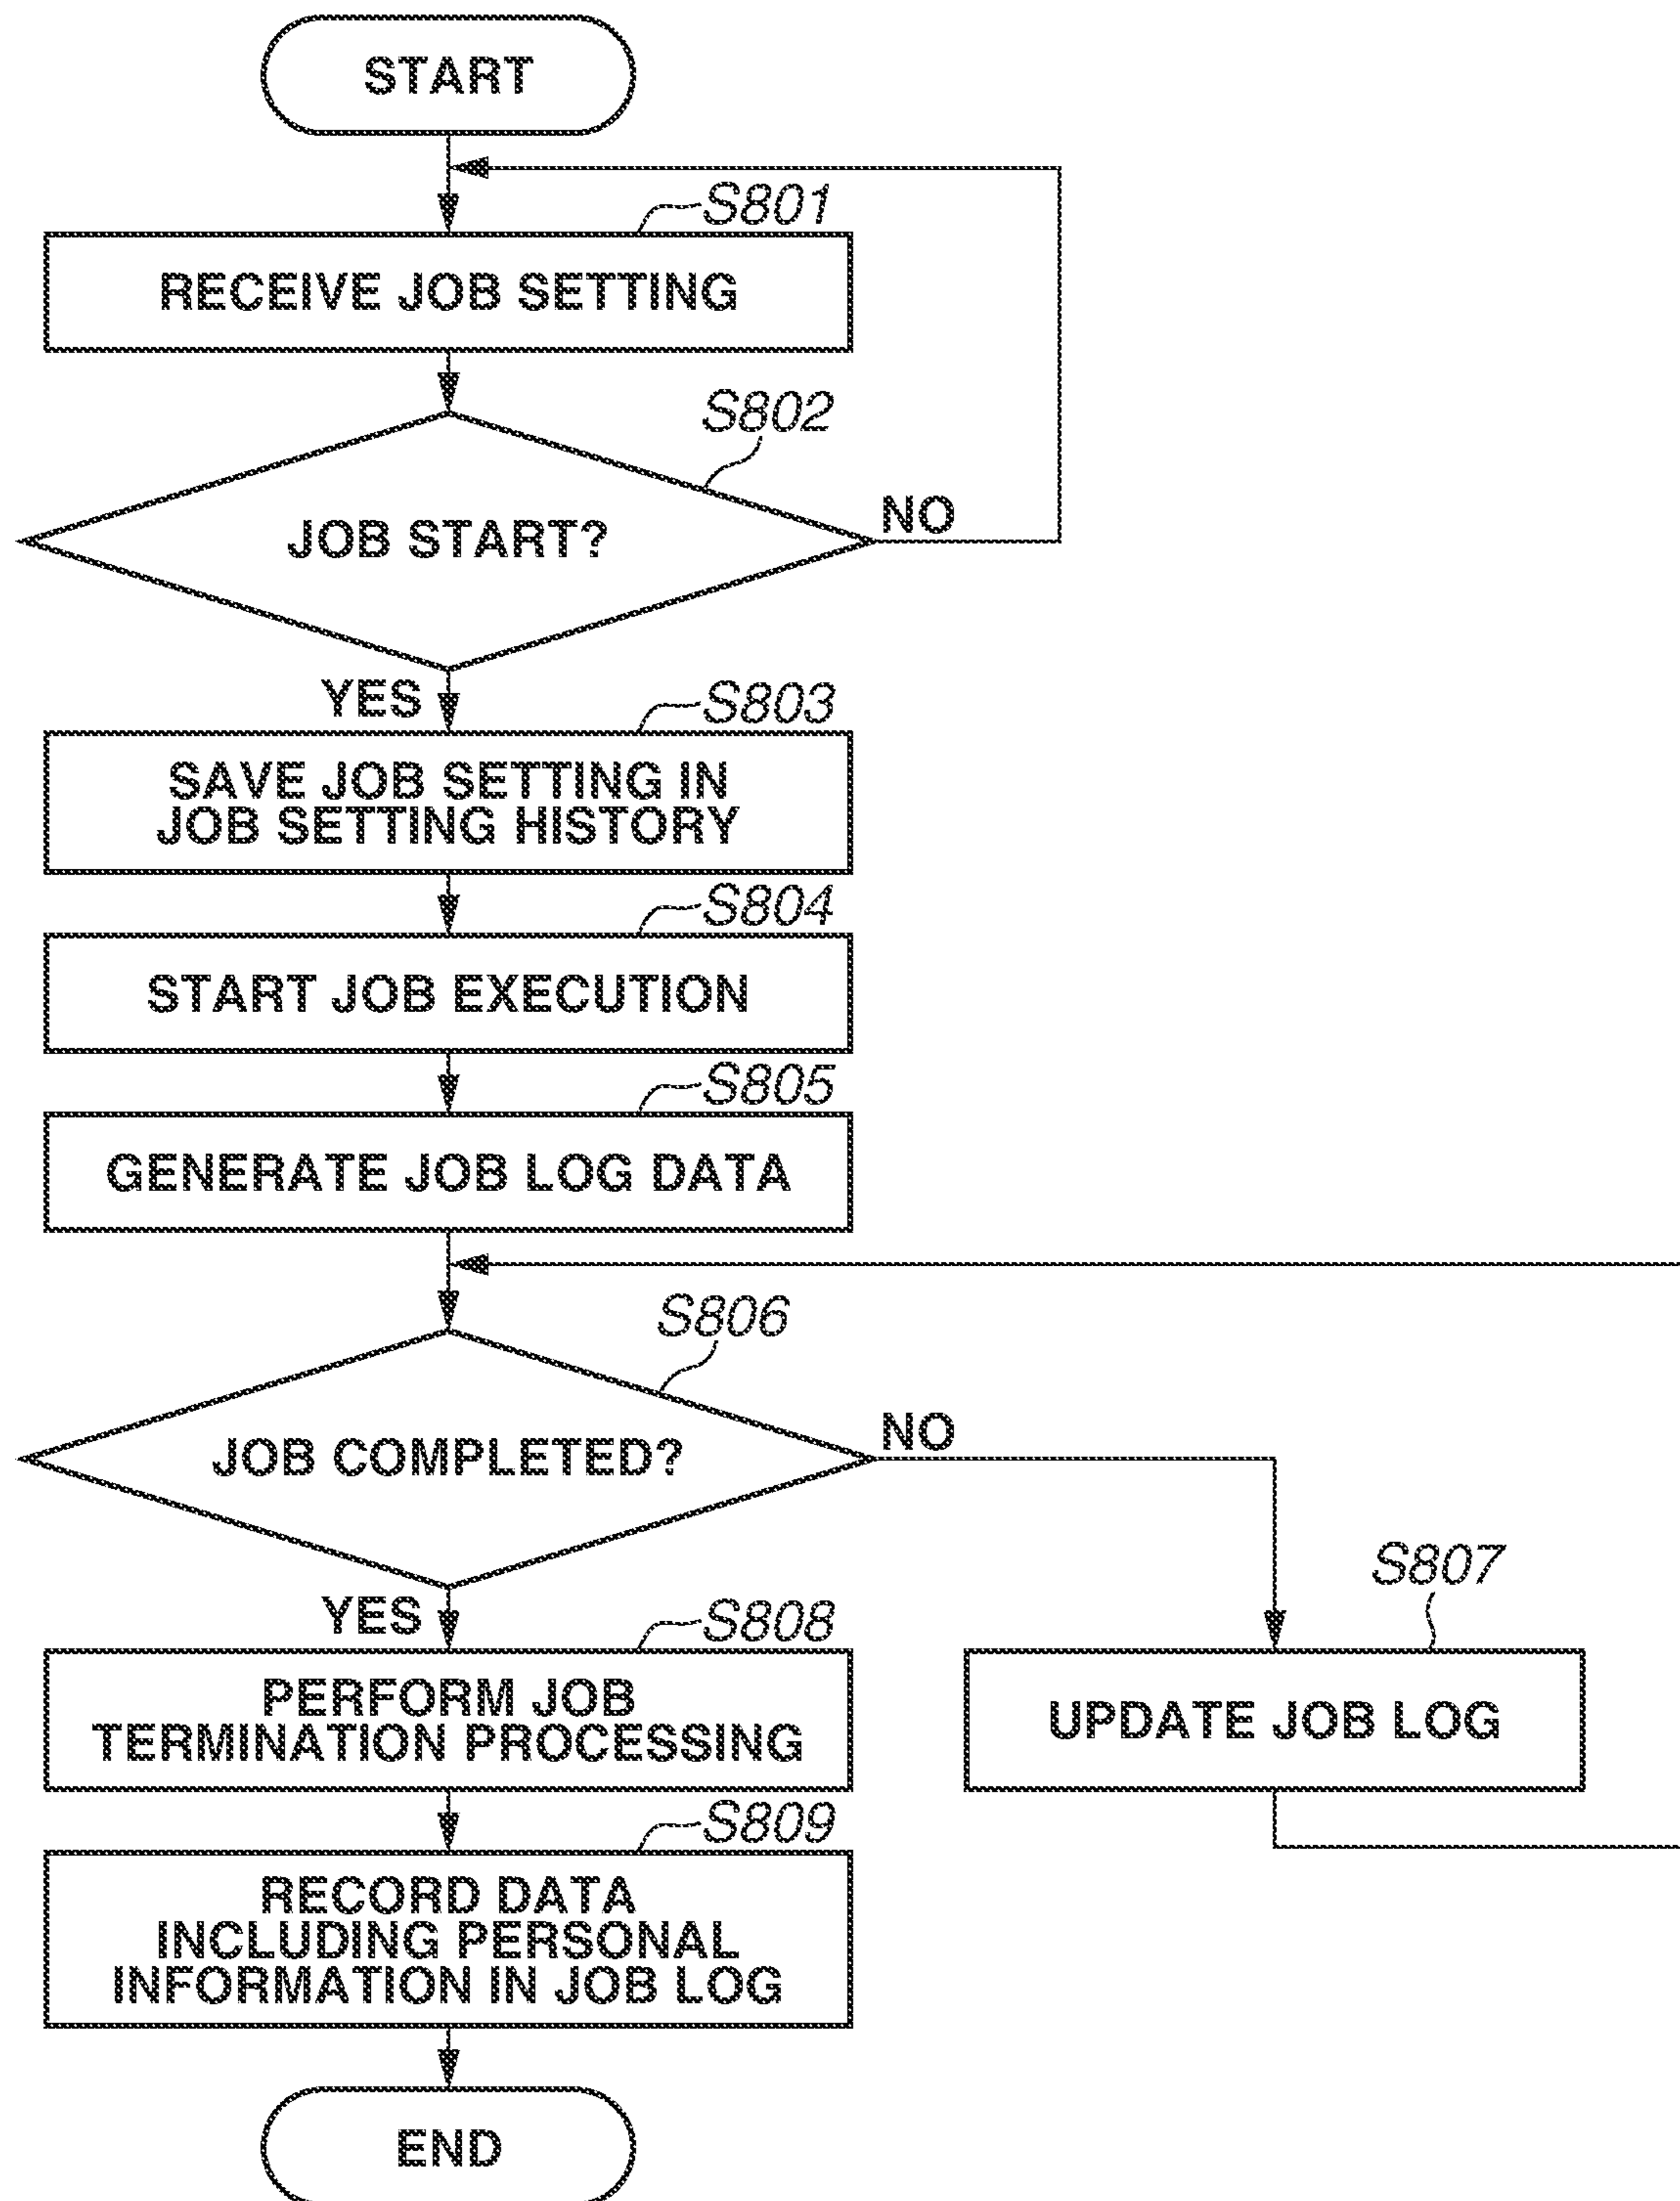 START
S801
RECEIVE JOB SETTING
S802
JOB START?
NO
YES
S803
SAVE JOB SETTING IN
JOB SETTING HISTORY
S804
START JOB EXECUTION
S805
GENERATE JOB LOG DATA
S806
JOB COMPLETED?
NO
S807
UPDATE JOB LOG
YES
S808
PERFORM JOB
TERMINATION PROCESSING
S809
RECORD DATA
INCLUDING PERSONAL
INFORMATION IN JOB LOG
END